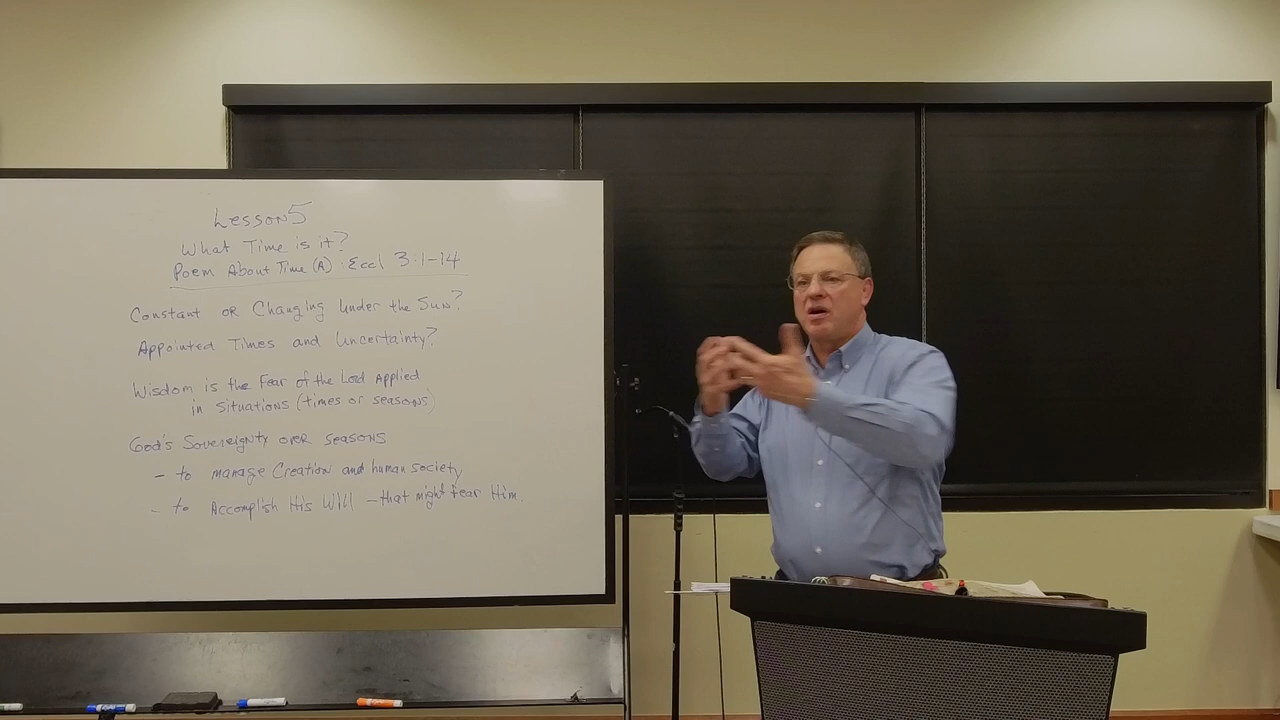 Lesson 5
What Time is it?
Poem About Time (A) : Eccl 3:1-14
Constant or Changing Under the Sun?
Appointed Times and Uncertainty?
Wisdom is the Fear of the Lord Applied
in Situations (times or seasons)
God's Sovereignty over seasons
- to manage Creation and human society
- to Accomplish His Will - that might fear Him.